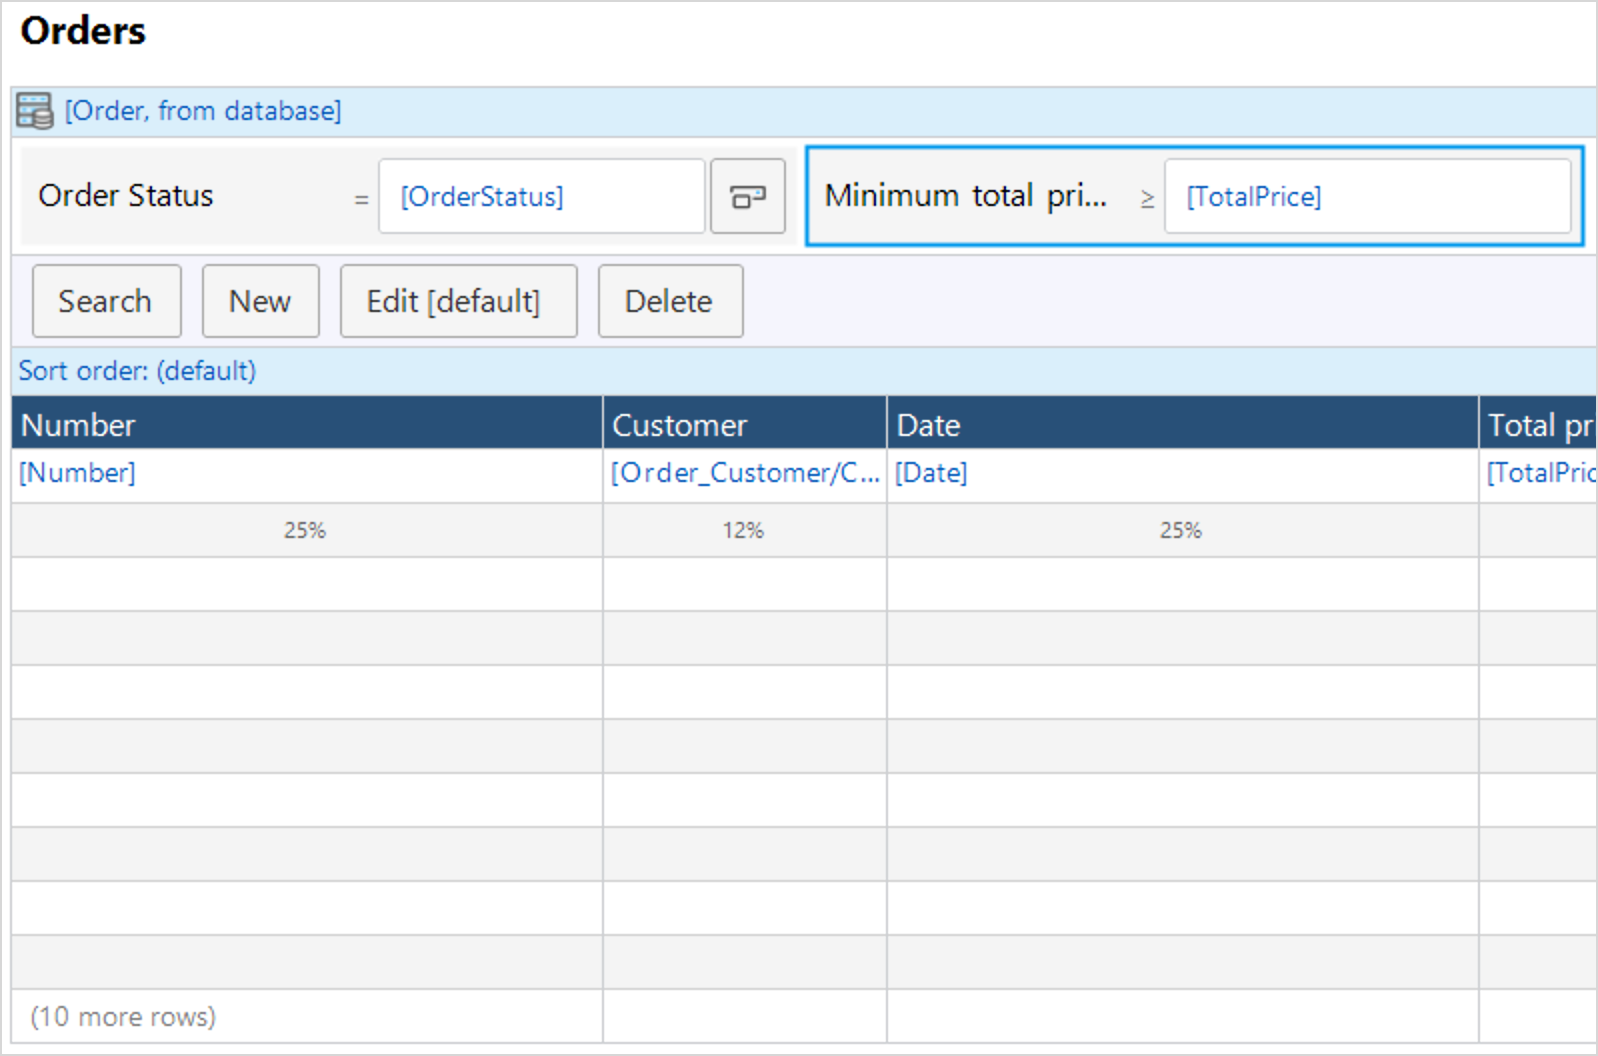 Orders
[Order, from database]
Order Status = [OrderStatus] Minimum total pri... ≥ [TotalPrice]
Search New Edit [default] Delete
Sort order: (default)
Number Customer Date Total pr
[Number] [Order_Customer/C... [Date] [TotalPric
25% 12% 25%
(10 more rows)